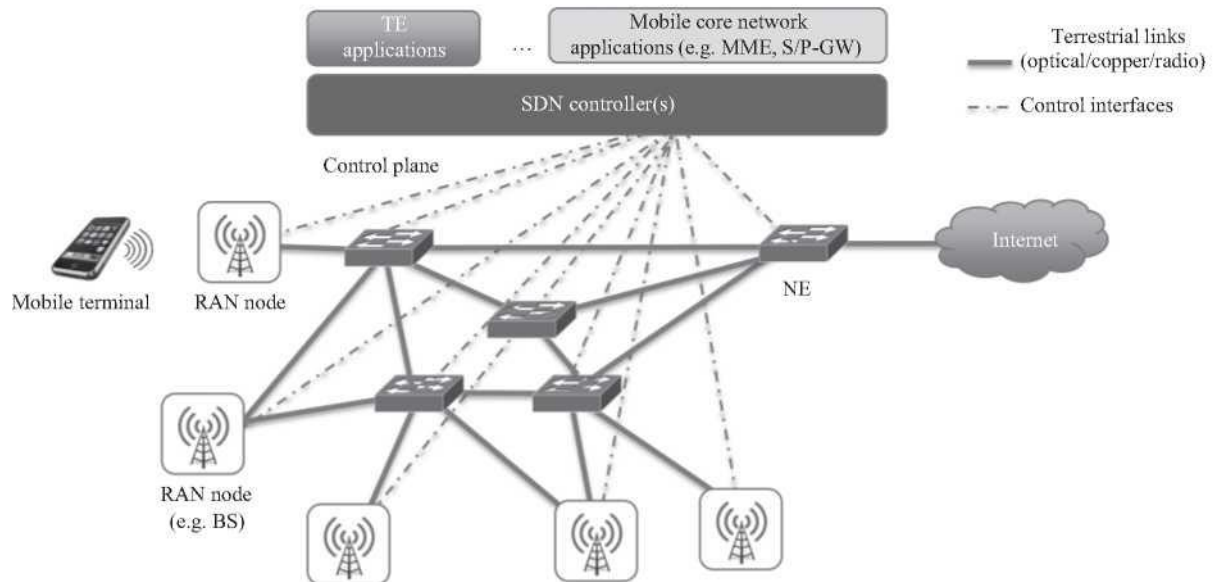 TE
applications
...
Mobile core network
applications (e.g. MME, S/P-GW)
Terrestrial links
(optical/copper/radio)
SDN controller(s)
Control interfaces
Control plane
Mobile terminal
RAN node
NE
Internet
RAN node
(e.g. BS)